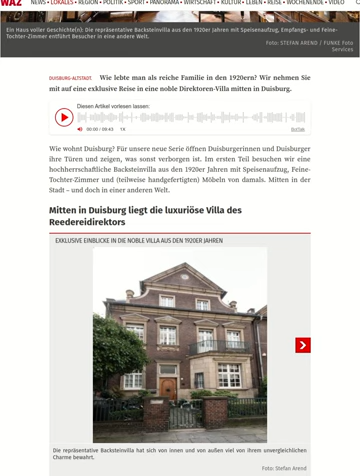 WAZ NEWS • LOKALES • REGION • POLITIK • SPORT • PANORAMA • WIRTSCHAFT • KULTUR • LEBEN • REISE • WOCHENENDE • VIDEO
Ein Haus voller Geschichte(n): Die repräsentative Backsteinvilla aus den 1920er Jahren mit Speisenaufzug, Empfangs- und Feine-
Tochter-Zimmer entführt Besucher in eine andere Welt.
Foto: STEFAN AREND / FUNKE Foto
Services
DUISBURG-ALTSTADT. Wie lebte man als reiche Familie in den 1920ern? Wir nehmen Sie
mit auf eine exklusive Reise in eine noble Direktoren-Villa mitten in Duisburg.
Diesen Artikel vorlesen lassen:
00:00 / 09:43 1X
Wie wohnt Duisburg? Für unsere neue Serie öffnen Duisburgerinnen und Duisburger
ihre Türen und zeigen, was sonst verborgen ist. Im ersten Teil besuchen wir eine
hochherrschaftliche Backsteinvilla aus den 1920er Jahren mit Speisenaufzug, Feine-
Tochter-Zimmer und (teilweise handgefertigten) Möbeln von damals. Mitten in der
Stadt – und doch in einer anderen Welt.
Mitten in Duisburg liegt die luxuriöse Villa des
Reedereidirektors
EXKLUSIVE EINBLICKE IN DIE NOBLE VILLA AUS DEN 1920ER JAHREN
Die repräsentative Backsteinvilla hat sich von innen und von außen viel von ihrem unvergleichlichen
Charme bewahrt.
Foto: Stefan Arend